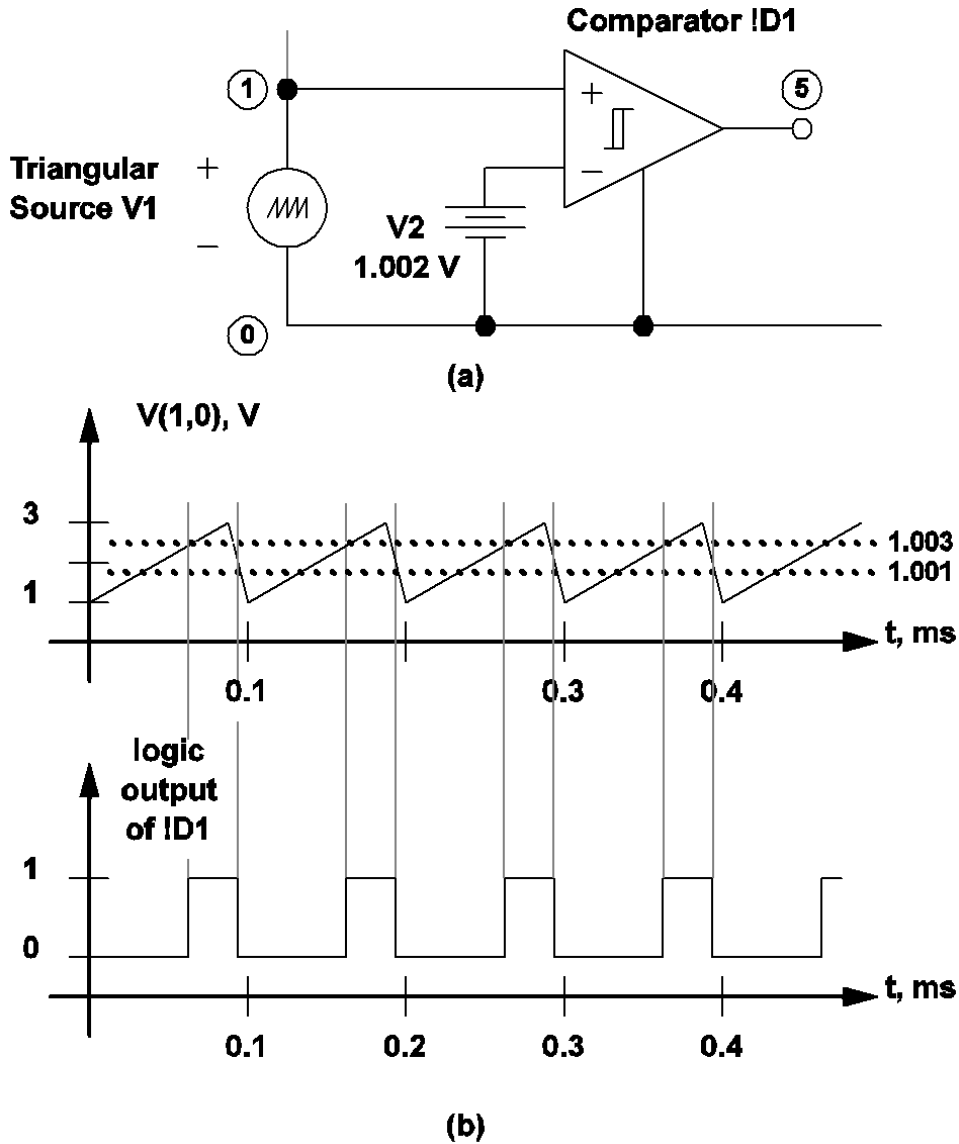 Comparator !D1
1
5
+
+
Triangular
Source V1
−
−
V2
1.002 V
0
(a)
V(1,0), V
3
1.003
1.001
1
t, ms
0.1
0.3
0.4
logic
output
of !D1
1
0
t, ms
0.1
0.2
0.3
0.4
(b)